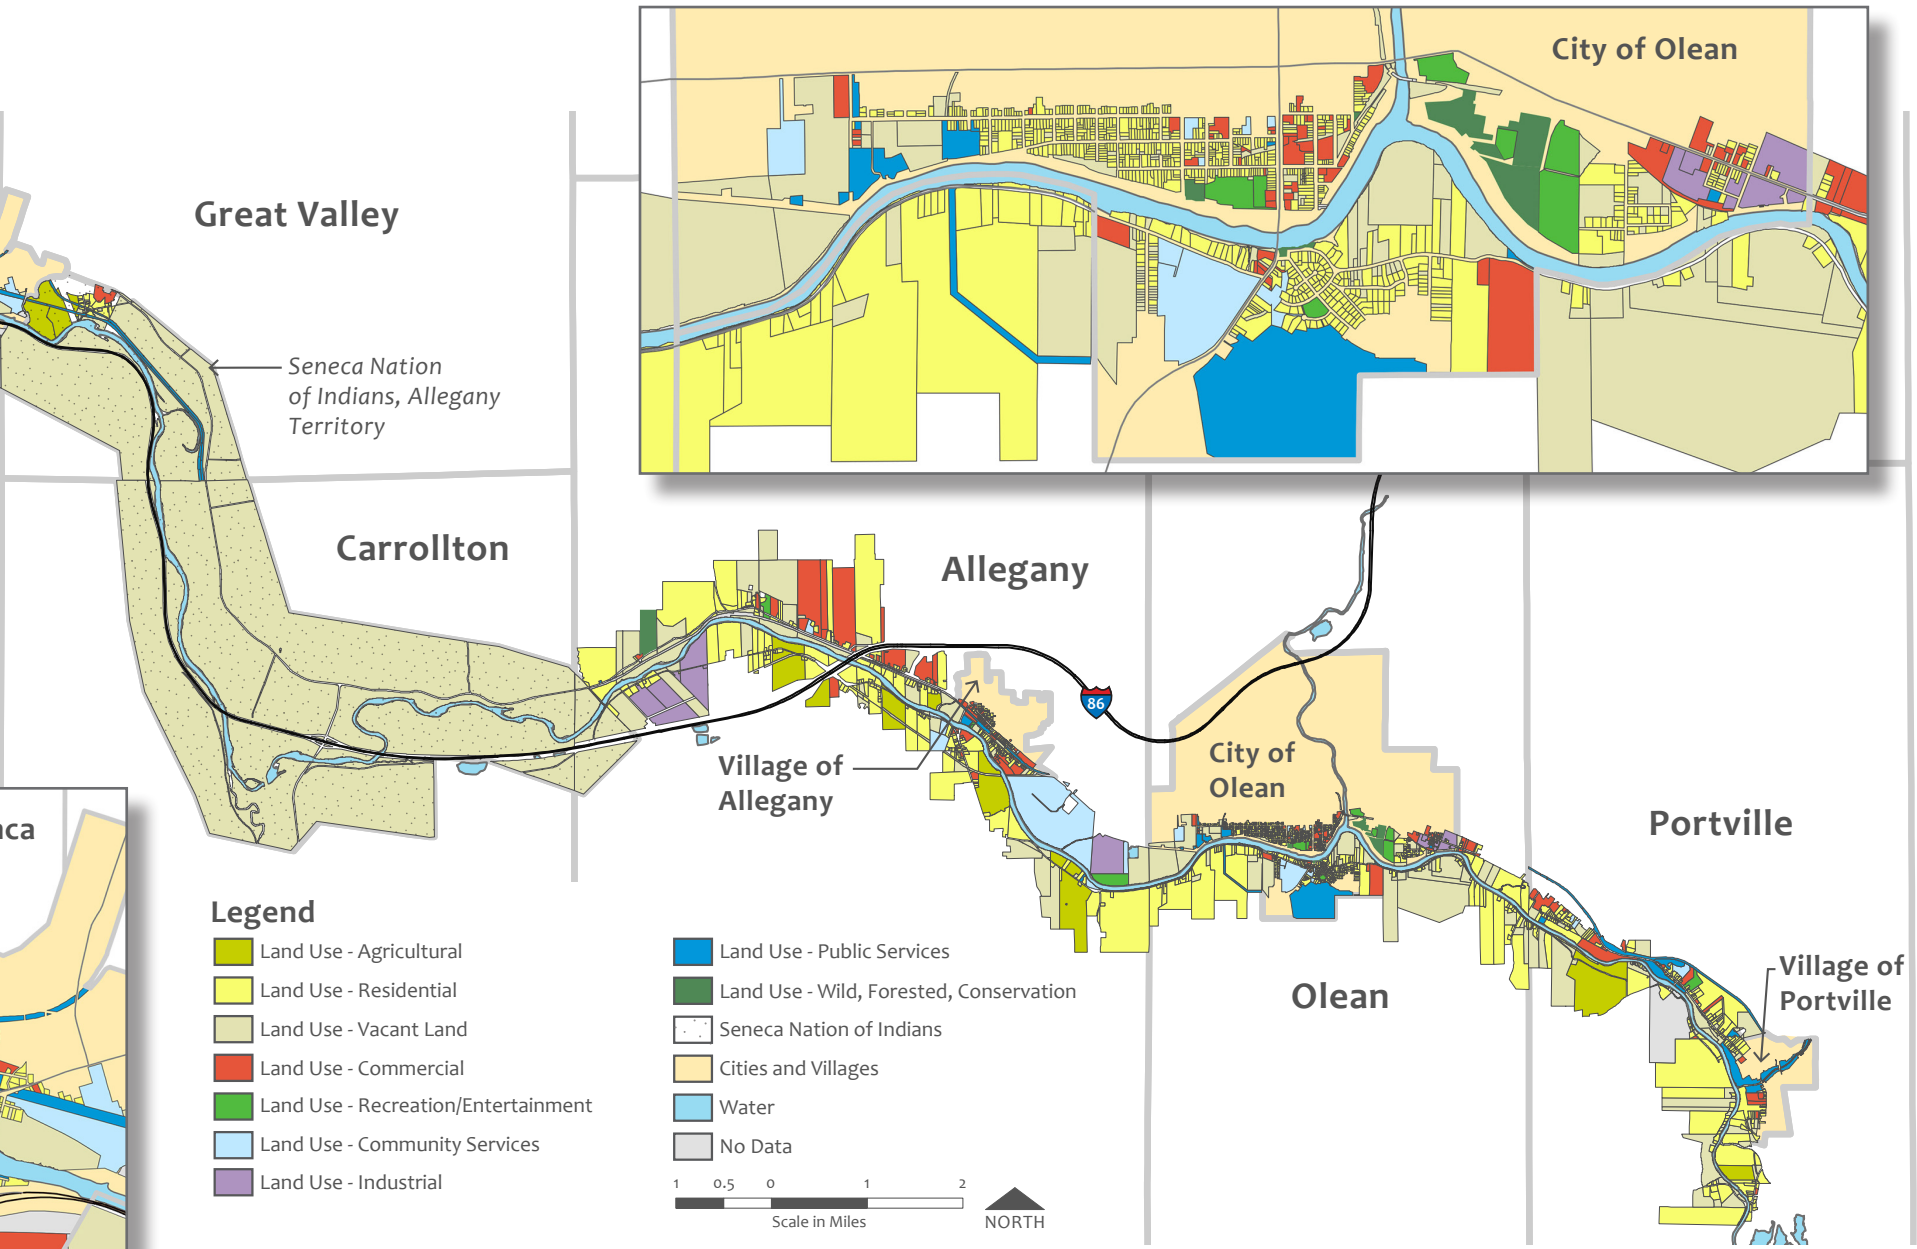 City of Olean
Great Valley
Seneca Nation
of Indians, Allegany
Territory
Carrollton
Allegany
86
Village of
Allegany
City of
Olean
Portville
Olean
Village of
Portville
Legend
Land Use - Agricultural
Land Use - Residential
Land Use - Vacant Land
Land Use - Commercial
Land Use - Recreation/Entertainment
Land Use - Community Services
Land Use - Industrial
Land Use - Public Services
Land Use - Wild, Forested, Conservation
Seneca Nation of Indians
Cities and Villages
Water
No Data
1 0.5 0 1 2
Scale in Miles
NORTH